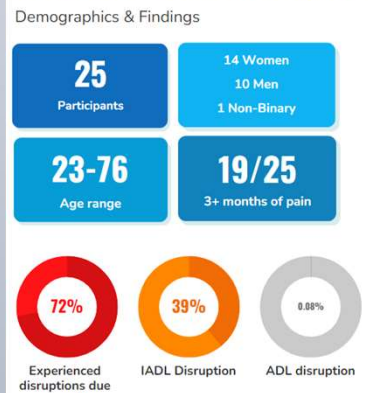 Demographics & Findings
25
Participants
14 Women
10 Men
1 Non-Binary
23-76
Age range
19/25
3+ months of pain
72%
39%
0.08%
Experienced
disruptions due
IADL Disruption
ADL disruption